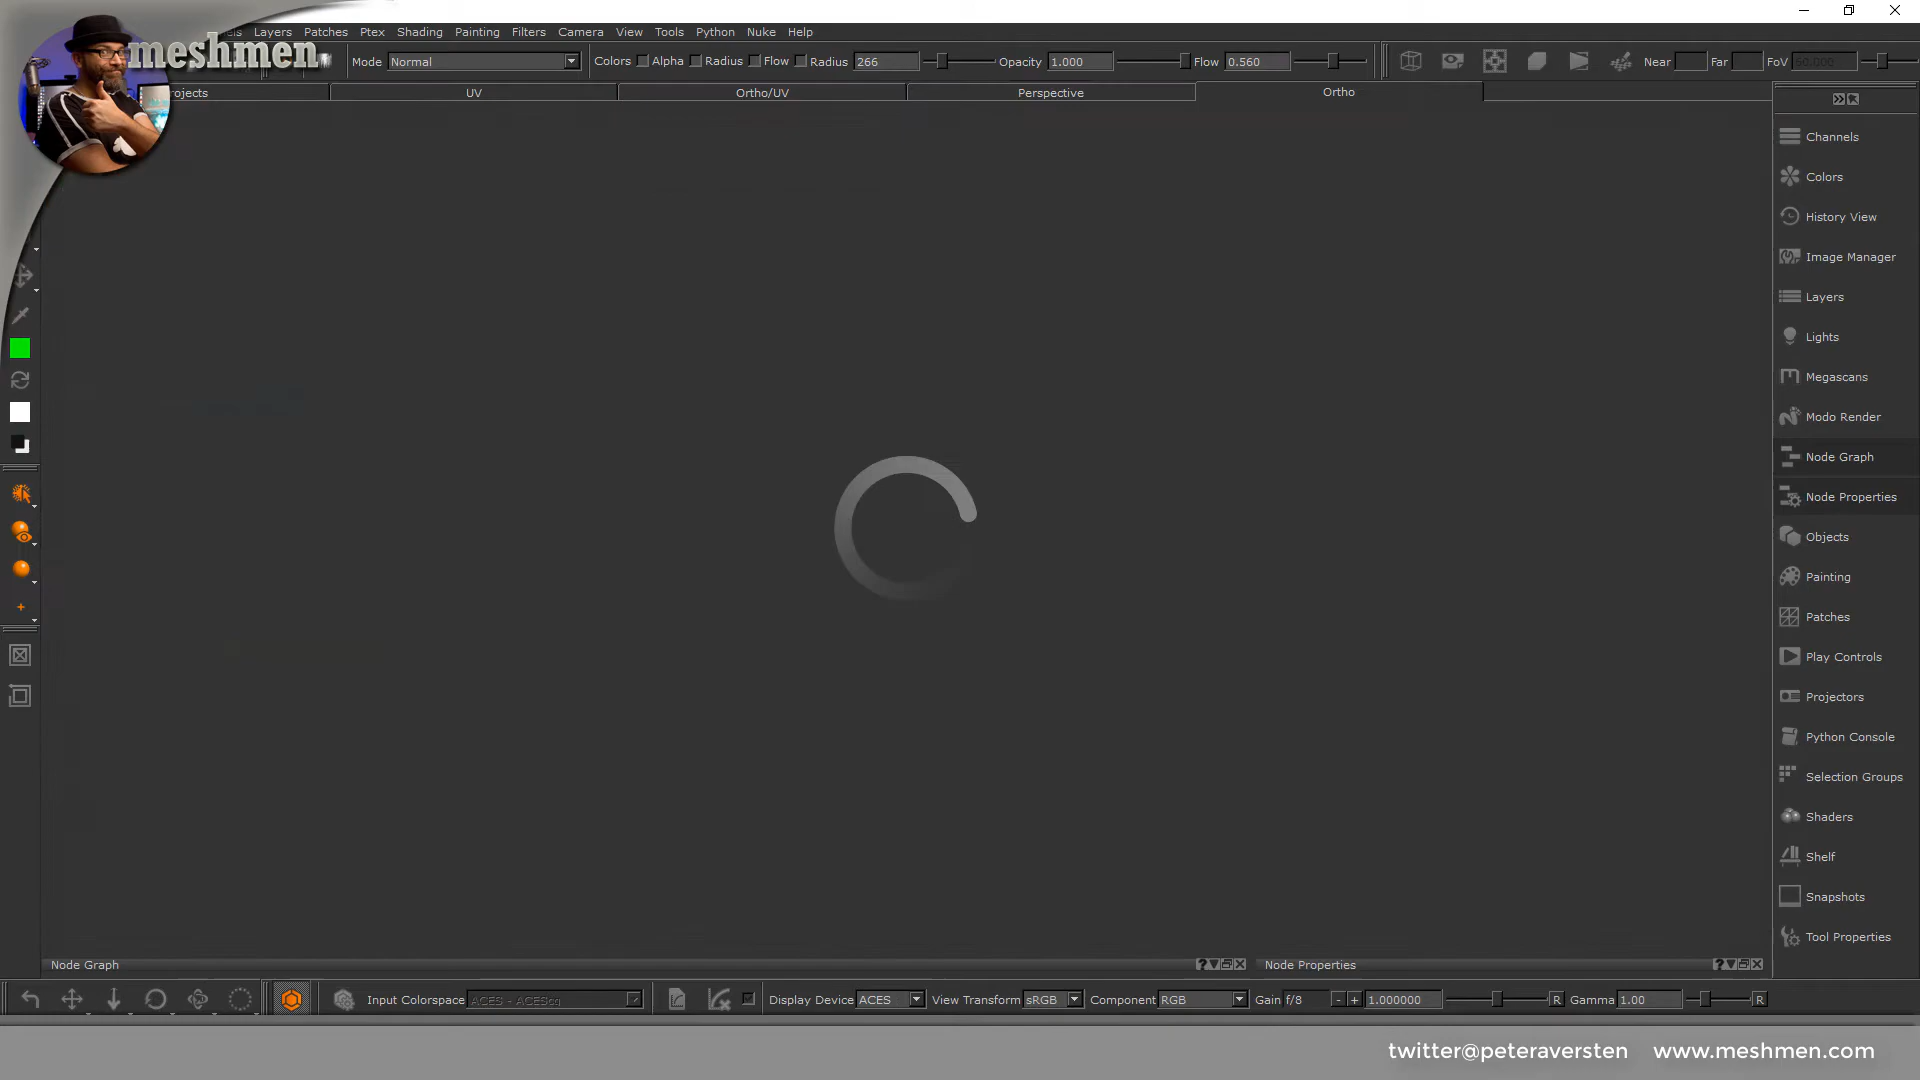 meshmen
Layers Patches Ptex Shading Painting Filters Camera View Tools Python Nuke Help
Mode Normal Colors Alpha Radius Flow Radius 266 Opacity 1.000 Flow 0.560 Near Far FoV
UV Ortho/UV Perspective Ortho
Channels
Colors
History View
Image Manager
Layers
Lights
Megascans
Modo Render
Node Graph
Node Properties
Objects
Painting
Patches
Play Controls
Projectors
Python Console
Selection Groups
Shaders
Shelf
Snapshots
Tool Properties
Node Graph Node Properties
Input Colorspace ACES - ACEScg Display Device ACES View Transform sRGB Component RGB Gain f/8 - + 1.000000 R Gamma 1.00 R
twitter@peteraversten www.meshmen.com